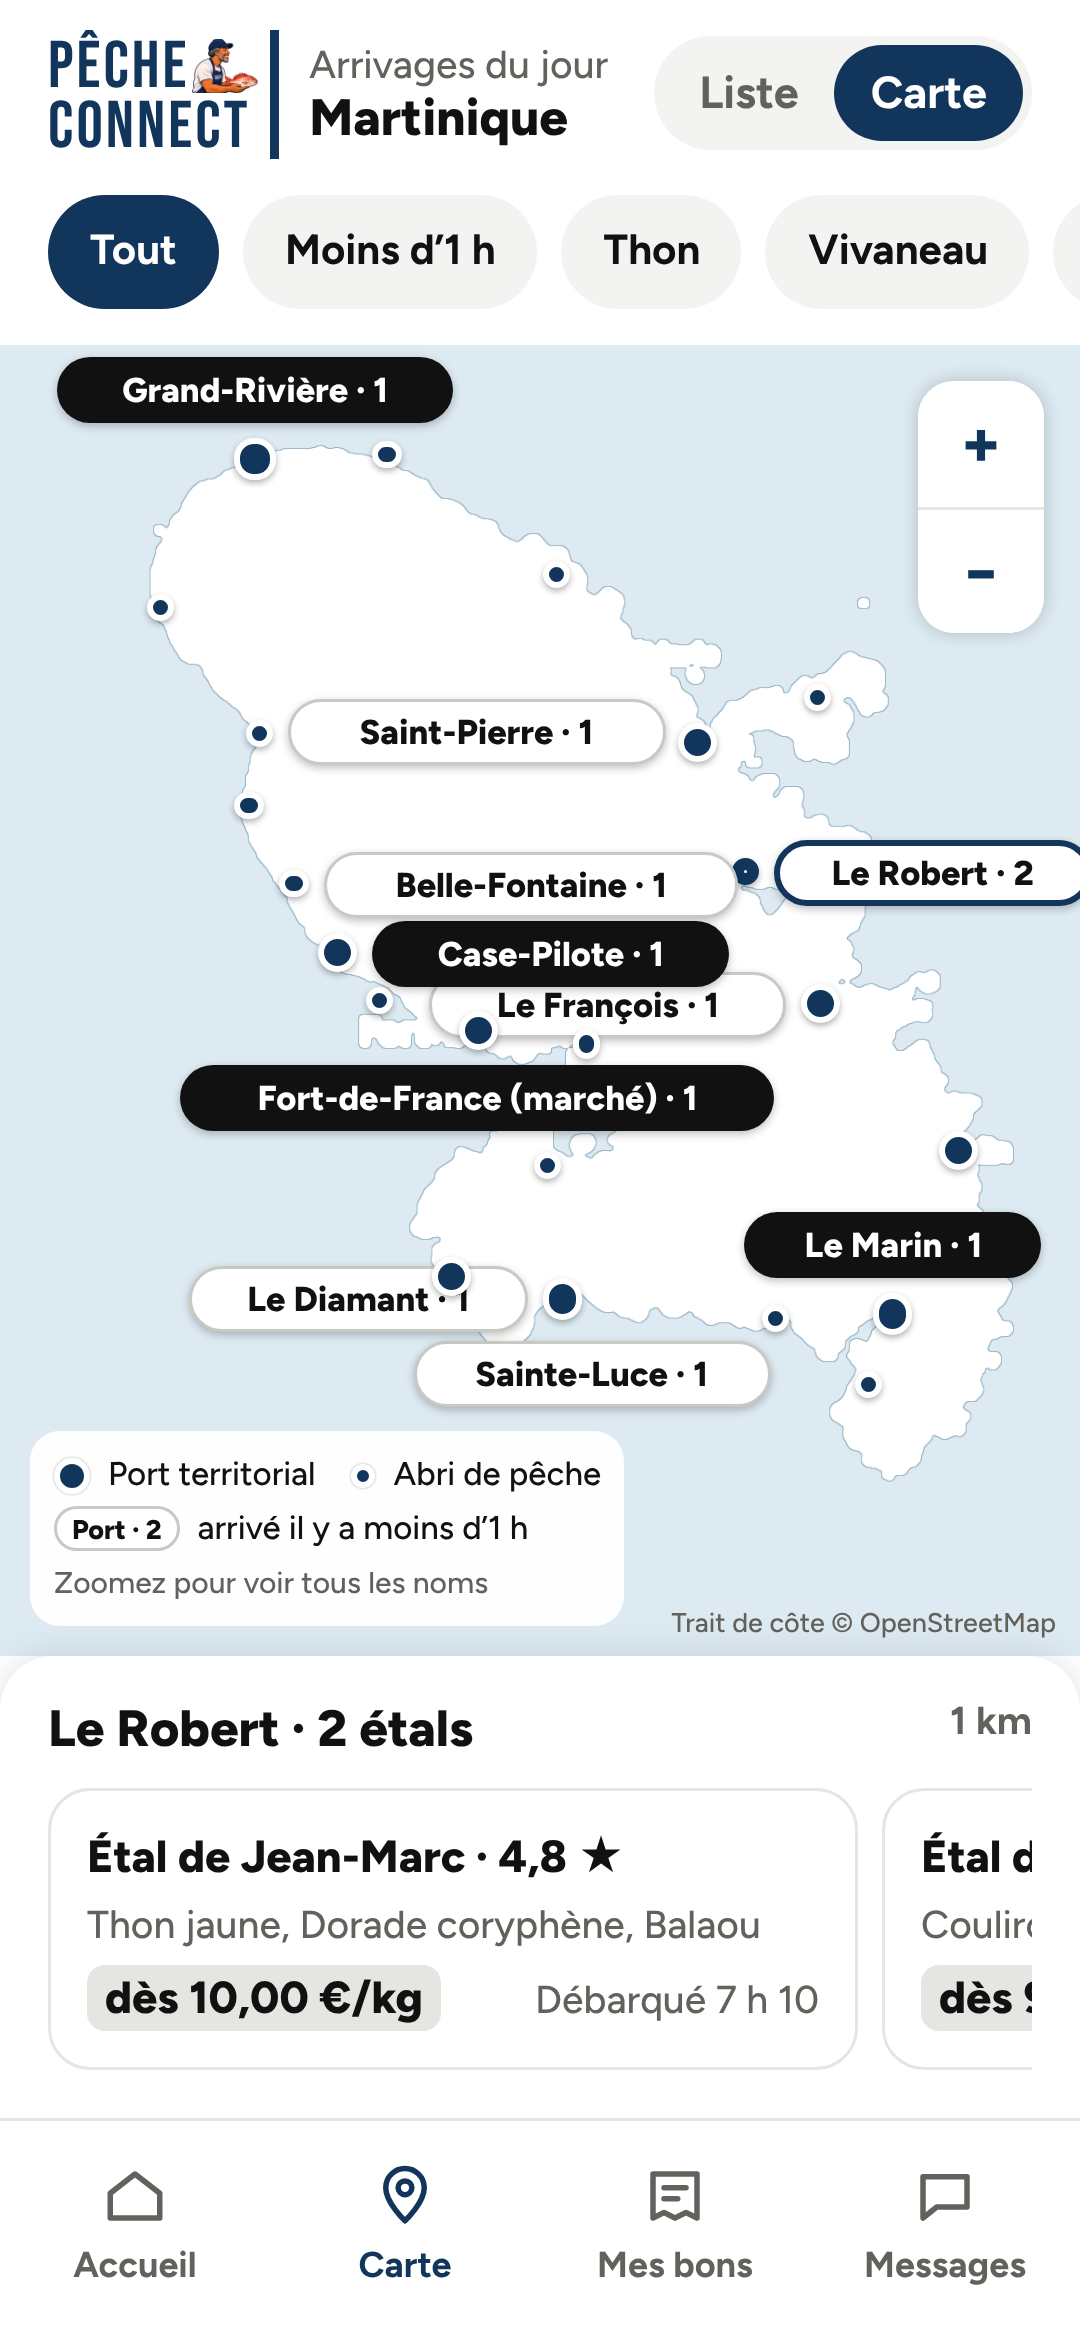 PÊCHE
CONNECT
Arrivages du jour
Martinique
Liste
Carte
Tout
Moins d’1 h
Thon
Vivaneau
Grand-Rivière · 1
+
−
Saint-Pierre · 1
Le Robert · 2
Belle-Fontaine · 1
Case-Pilote · 1
Le François · 1
Fort-de-France (marché) · 1
Le Marin · 1
Le Diamant · 1
Sainte-Luce · 1
Port territorial
Abri de pêche
Port · 2
arrivé il y a moins d’1 h
Zoomez pour voir tous les noms
Trait de côte © OpenStreetMap
Le Robert · 2 étals
1 km
Étal de Jean-Marc · 4,8 ★
Thon jaune, Dorade coryphène, Balaou
dès 10,00 €/kg
Débarqué 7 h 10
Étal
dès
Accueil
Carte
Mes bons
Messages